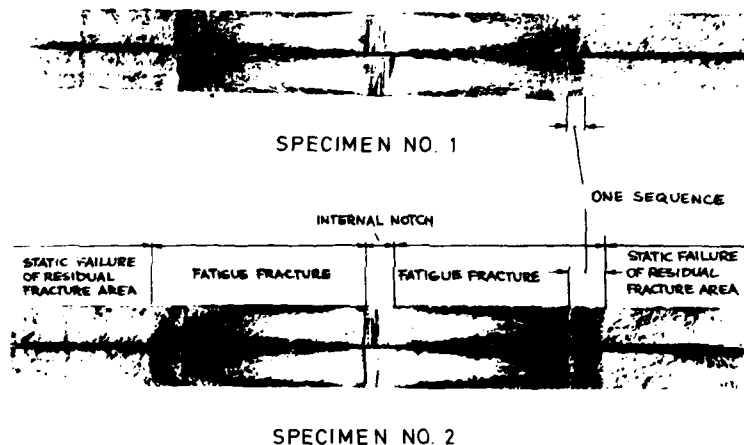 SPECIMEN NO. 1
ONE SEQUENCE
INTERNAL NOTCH
STATIC FAILURE
OF RESIDUAL
FRACTURE AREA
FATIGUE FRACTURE
FATIGUE FRACTURE
STATIC FAILURE
OF RESIDUAL
FRACTURE AREA
SPECIMEN NO. 2